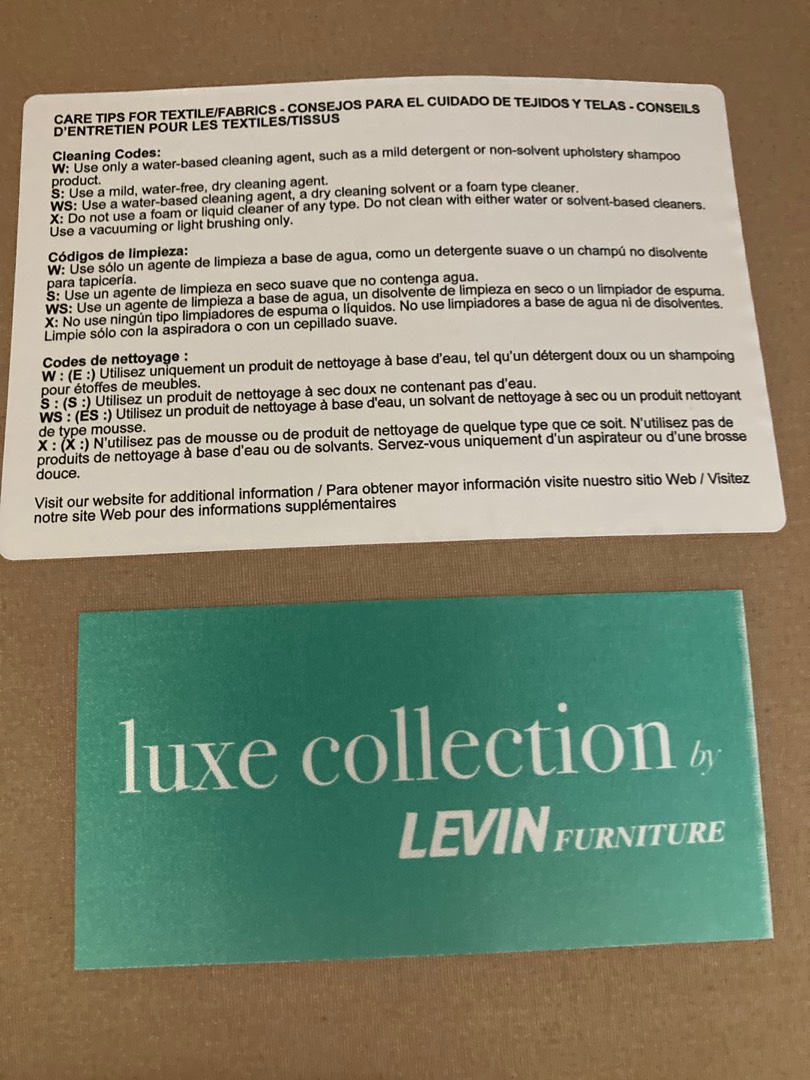 CARE TIPS FOR TEXTILE/FABRICS - CONSEJOS PARA EL CUIDADO DE TEJIDOS Y TELAS - CONSEILS
D'ENTRETIEN POUR LES TEXTILES/TISSUS
Cleaning Codes:
W: Use only a water-based cleaning agent, such as a mild detergent or non-solvent upholstery shampoo
product.
S: Use a mild, water-free, dry cleaning agent.
WS: Use a water-based cleaning agent, a dry cleaning solvent or a foam type cleaner.
X: Do not use a foam or liquid cleaner of any type. Do not clean with either water or solvent-based cleaners.
Use a vacuuming or light brushing only.
Códigos de limpieza:
W: Use sólo un agente de limpieza a base de agua, como un detergente suave o un champú no disolvente
para tapicería.
S: Use un agente de limpieza en seco suave que no contenga agua.
WS: Use un agente de limpieza a base de agua, un disolvente de limpieza en seco o un limpiador de espuma.
X: No use ningún tipo limpiadores de espuma o líquidos. No use limpiadores a base de agua ni de disolventes.
Limpie sólo con la aspiradora o con un cepillado suave.
Codes de nettoyage :
W : (E :) Utilisez uniquement un produit de nettoyage à base d'eau, tel qu'un détergent doux ou un shampoing
pour étoffes de meubles.
S : (S :) Utilisez un produit de nettoyage à sec doux ne contenant pas d'eau.
WS : (ES :) Utilisez un produit de nettoyage à base d'eau, un solvant de nettoyage à sec ou un produit nettoyant
de type mousse.
X : (X :) N'utilisez pas de mousse ou de produit de nettoyage de quelque type que ce soit. N'utilisez pas de
produits de nettoyage à base d'eau ou de solvants. Servez-vous uniquement d'un aspirateur ou d'une brosse
douce.
Visit our website for additional information / Para obtener mayor información visite nuestro sitio Web / Visitez
notre site Web pour des informations supplémentaires
luxe collection by
LEVIN FURNITURE